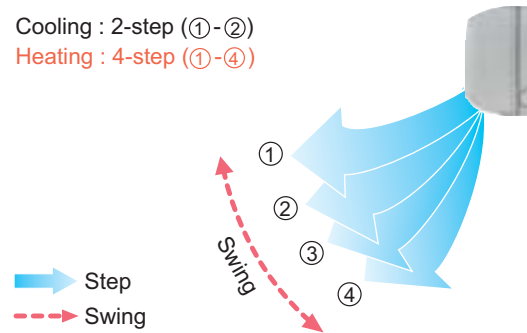 Cooling : 2-step (①-②)
Heating : 4-step (①-④)
①
②
③
④
Swing
Step
Swing